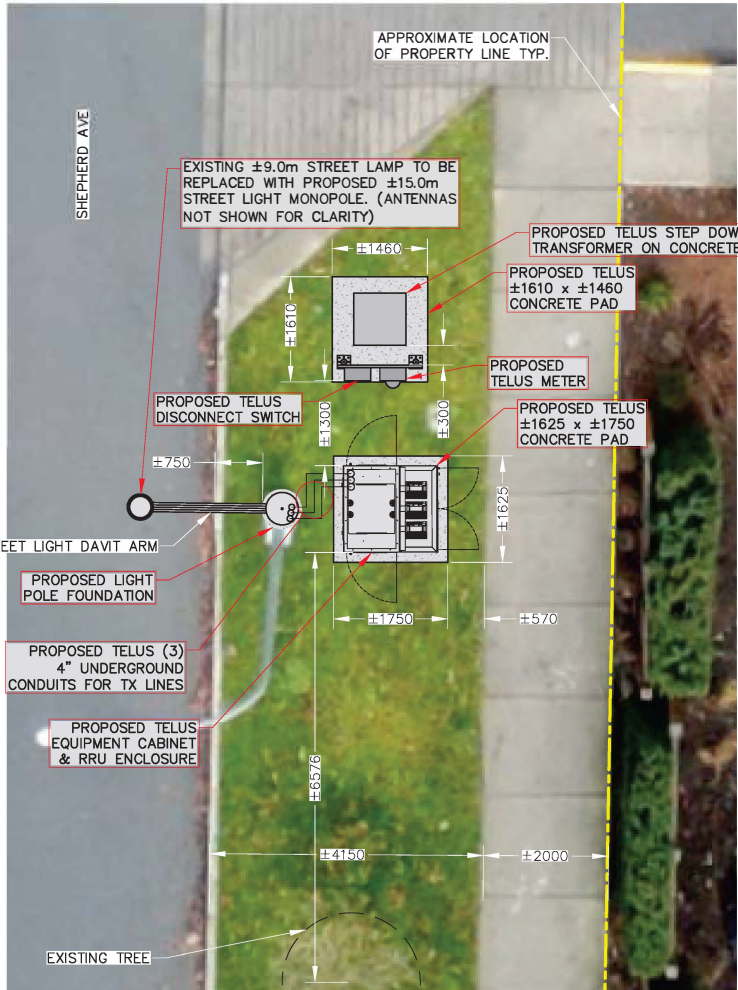 APPROXIMATE LOCATION
OF PROPERTY LINE TYP.
SHEPHERD AVE
EXISTING ±9.0m STREET LAMP TO BE
REPLACED WITH PROPOSED ±15.0m
STREET LIGHT MONOPOLE. (ANTENNAS
NOT SHOWN FOR CLARITY)
PROPOSED TELUS STEP DOW
TRANSFORMER ON CONCRETE
±1460
PROPOSED TELUS
±1610 x ±1460
CONCRETE PAD
±1610
PROPOSED
TELUS METER
PROPOSED TELUS
DISCONNECT SWITCH
±1300
±300
PROPOSED TELUS
±1625 x ±1750
CONCRETE PAD
±750
±1625
EET LIGHT DAVIT ARM
PROPOSED LIGHT
POLE FOUNDATION
±1750
±570
PROPOSED TELUS (3)
4" UNDERGROUND
CONDUITS FOR TX LINES
PROPOSED TELUS
EQUIPMENT CABINET
& RRU ENCLOSURE
±6576
±4150
±2000
EXISTING TREE